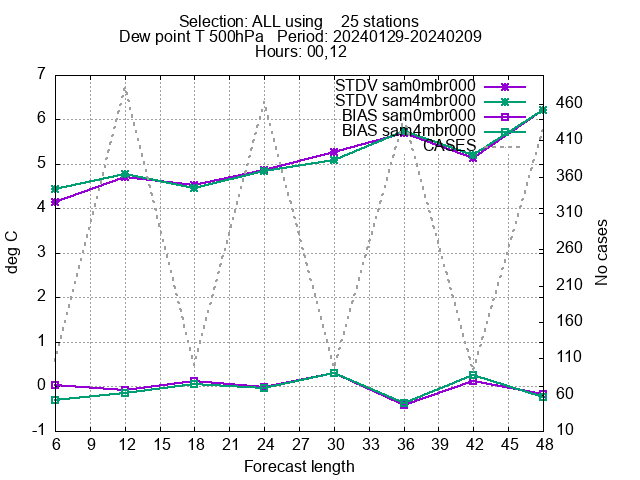 Selection: ALL using    25 stations
Dew point T 500hPa   Period: 20240129-20240209
Hours: 00,12
STDV sam0mbr000
STDV sam4mbr000
BIAS sam0mbr000
BIAS sam4mbr000
CASES
7
6
5
4
3
2
1
0
-1
deg C
460
410
360
310
260
210
160
110
60
10
No cases
6 9 12 15 18 21 24 27 30 33 36 39 42 45 48
Forecast length